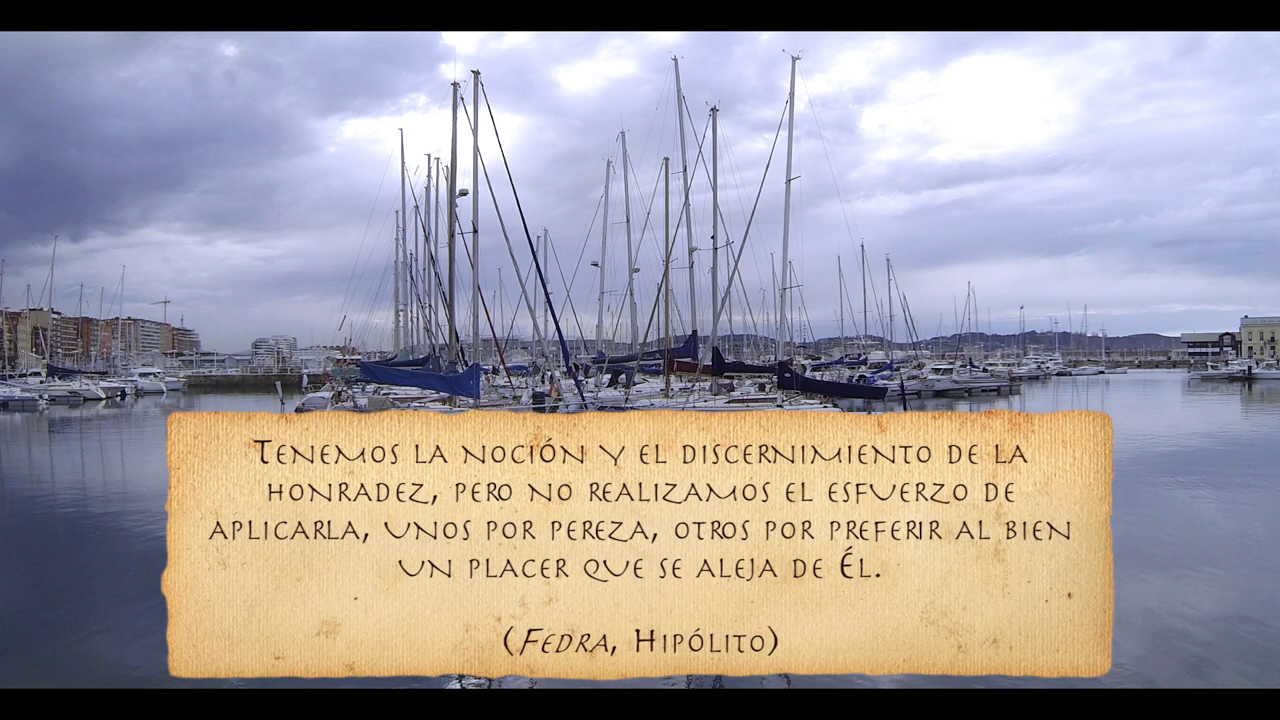 Tenemos la noción y el discernimiento de la
honradez, pero no realizamos el esfuerzo de
aplicarla, unos por pereza, otros por preferir al bien
un placer que se aleja de Él.
(Fedra, Hipólito)